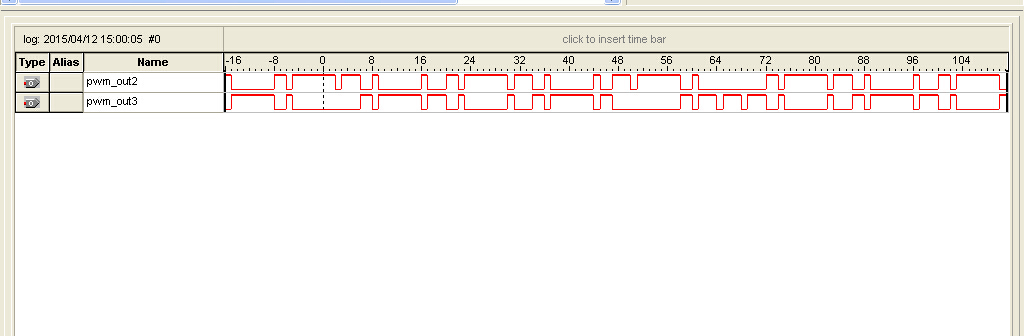 log: 2015/04/12 15:00:05 #0
click to insert time bar
Type Alias Name
-16 -8 0 8 16 24 32 40 48 56 64 72 80 88 96 104
pwm_out2
pwm_out3